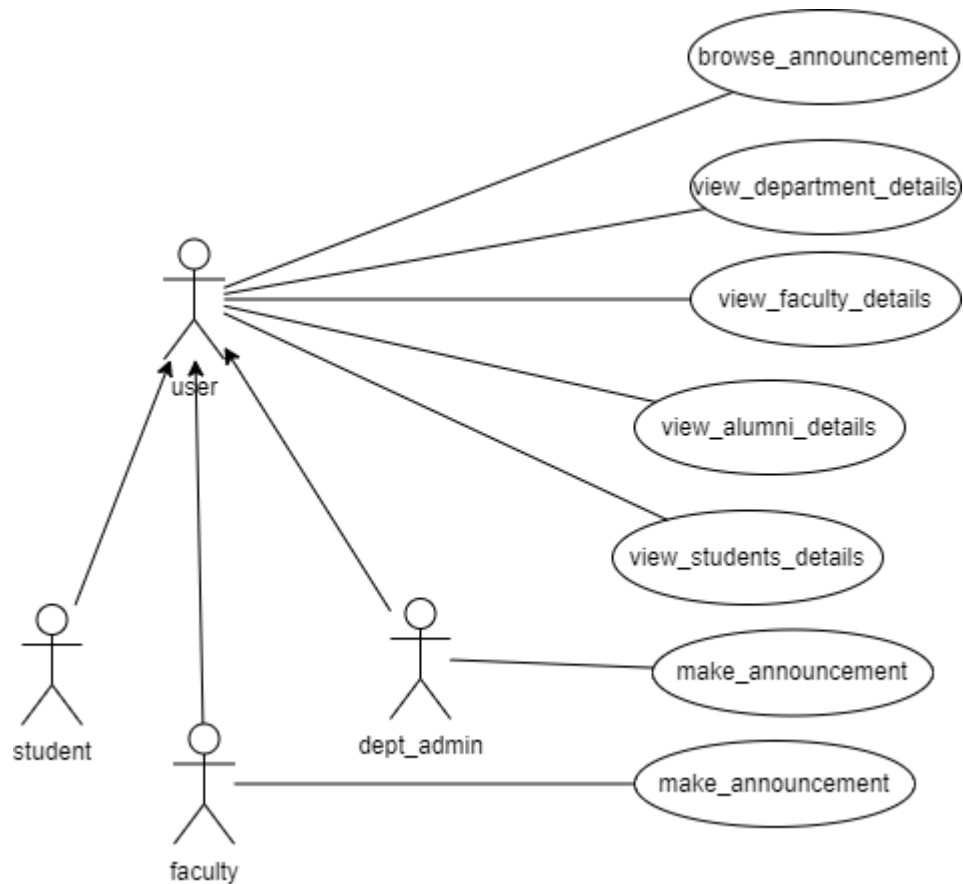 browse_announcement
view_department_details
view_faculty_details
user
view_alumni_details
view_students_details
make_announcement
dept_admin
student
make_announcement
faculty